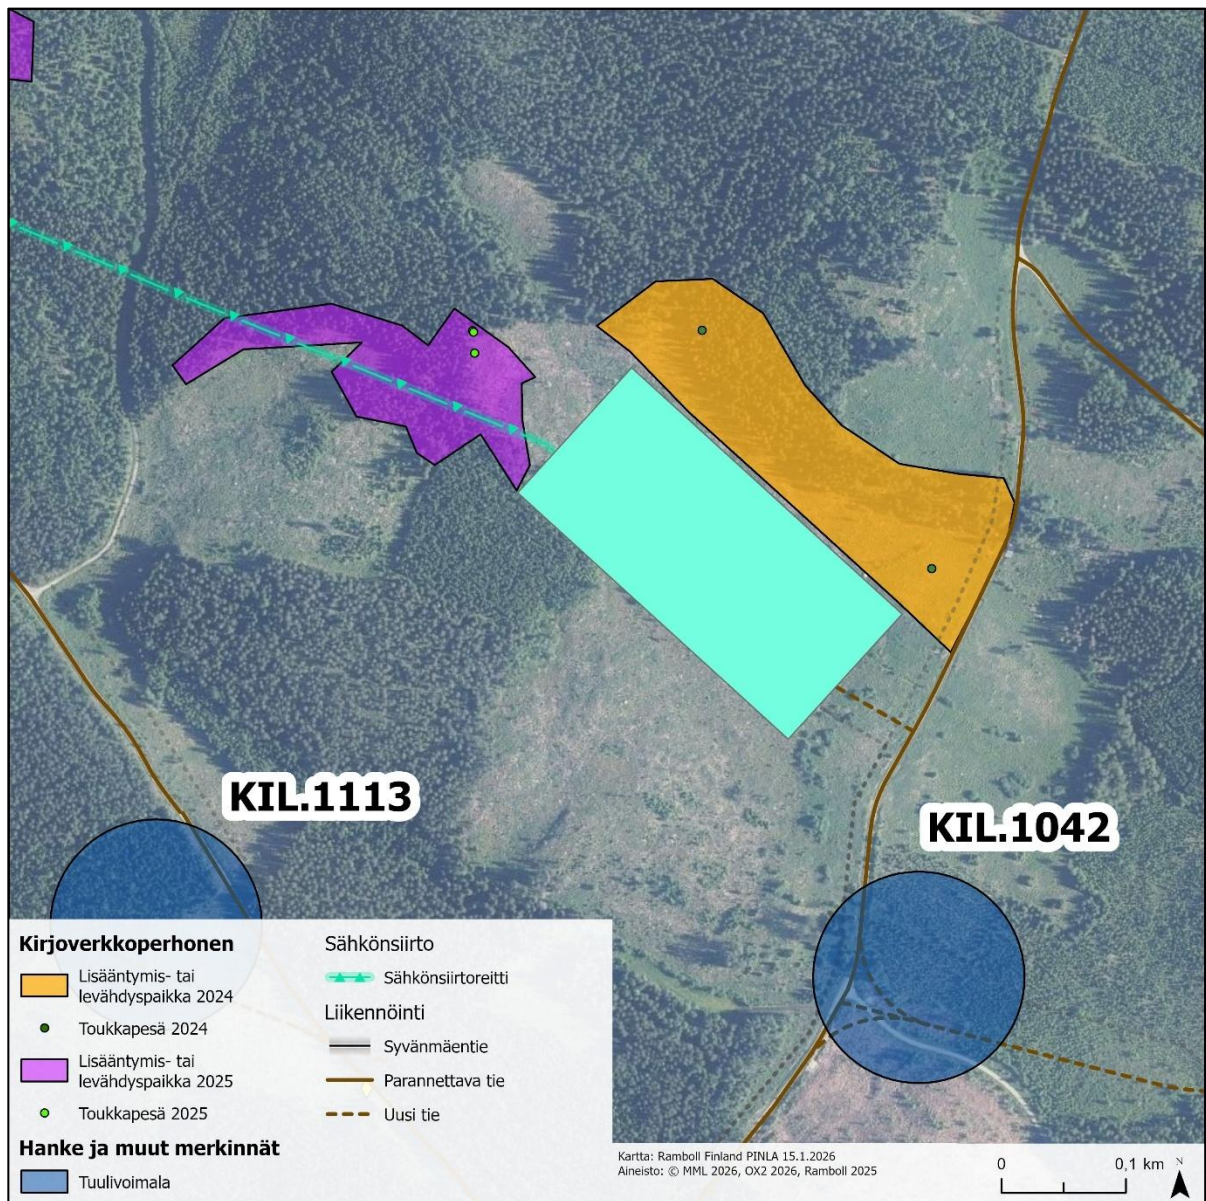 KIL.1113
KIL.1042
Kirjoverkkoperhonen
Lisääntymis- tai
levähdyspaikka 2024
Toukkapesä 2024
Lisääntymis- tai
levähdyspaikka 2025
Toukkapesä 2025
Hanke ja muut merkinnät
Tuulivoimala
Sähkönsiirto
Sähkönsiirtoreitti
Liikennöinti
Syvänmäentie
Parannettava tie
Uusi tie
Kartta: Ramboll Finland PINLA 15.1.2026
Aineisto: © MML 2026, OX2 2026, Ramboll 2025
0 0,1 km
N